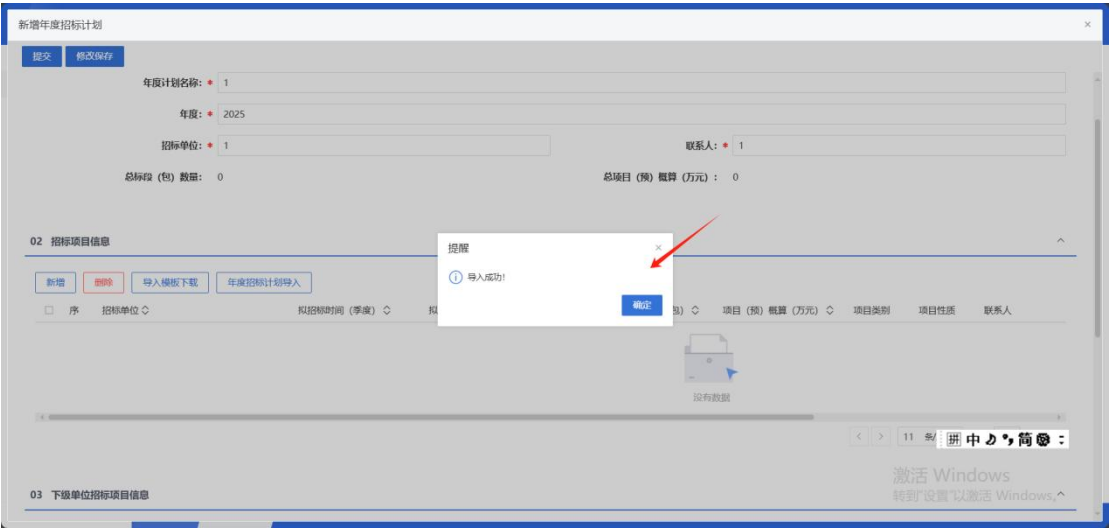 新增年度招标计划
提交 修改保存
年度计划名称: * 1
年度: * 2025
招标单位: * 1 联系人: * 1
总标段 (包) 数量: 0 总项目 (预) 概算 (万元) : 0
02 招标项目信息
提醒
导入成功!
确定
新增 删除 导入模板下载 年度招标计划导入
序 招标单位 拟招标时间 (季度) 包) 项目 (预) 概算 (万元) 项目类别 项目性质 联系人
没有数据
11 条/
拼 中 简
激活 Windows
转到"设置"以激活 Windows。
03 下级单位招标项目信息